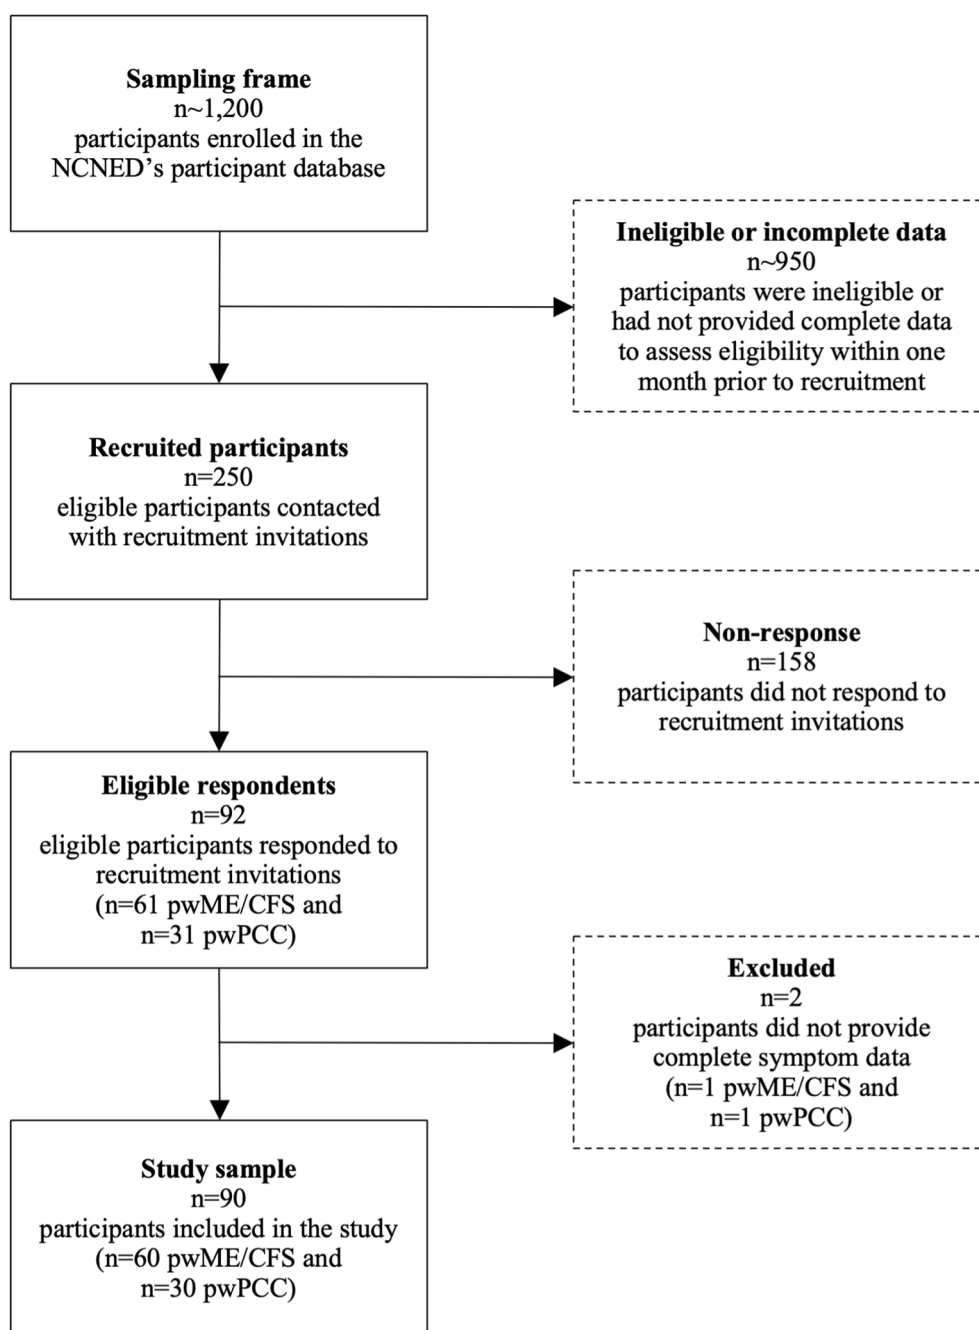 Sampling frame
n~1,200
participants enrolled in the
NCNED’s participant database
Ineligible or incomplete data
n~950
participants were ineligible or
had not provided complete data
to assess eligibility within one
month prior to recruitment
Recruited participants
n=250
eligible participants contacted
with recruitment invitations
Non-response
n=158
participants did not respond to
recruitment invitations
Eligible respondents
n=92
eligible participants responded to
recruitment invitations
(n=61 pwME/CFS and
n=31 pwPCC)
Excluded
n=2
participants did not provide
complete symptom data
(n=1 pwME/CFS and
n=1 pwPCC)
Study sample
n=90
participants included in the study
(n=60 pwME/CFS and
n=30 pwPCC)